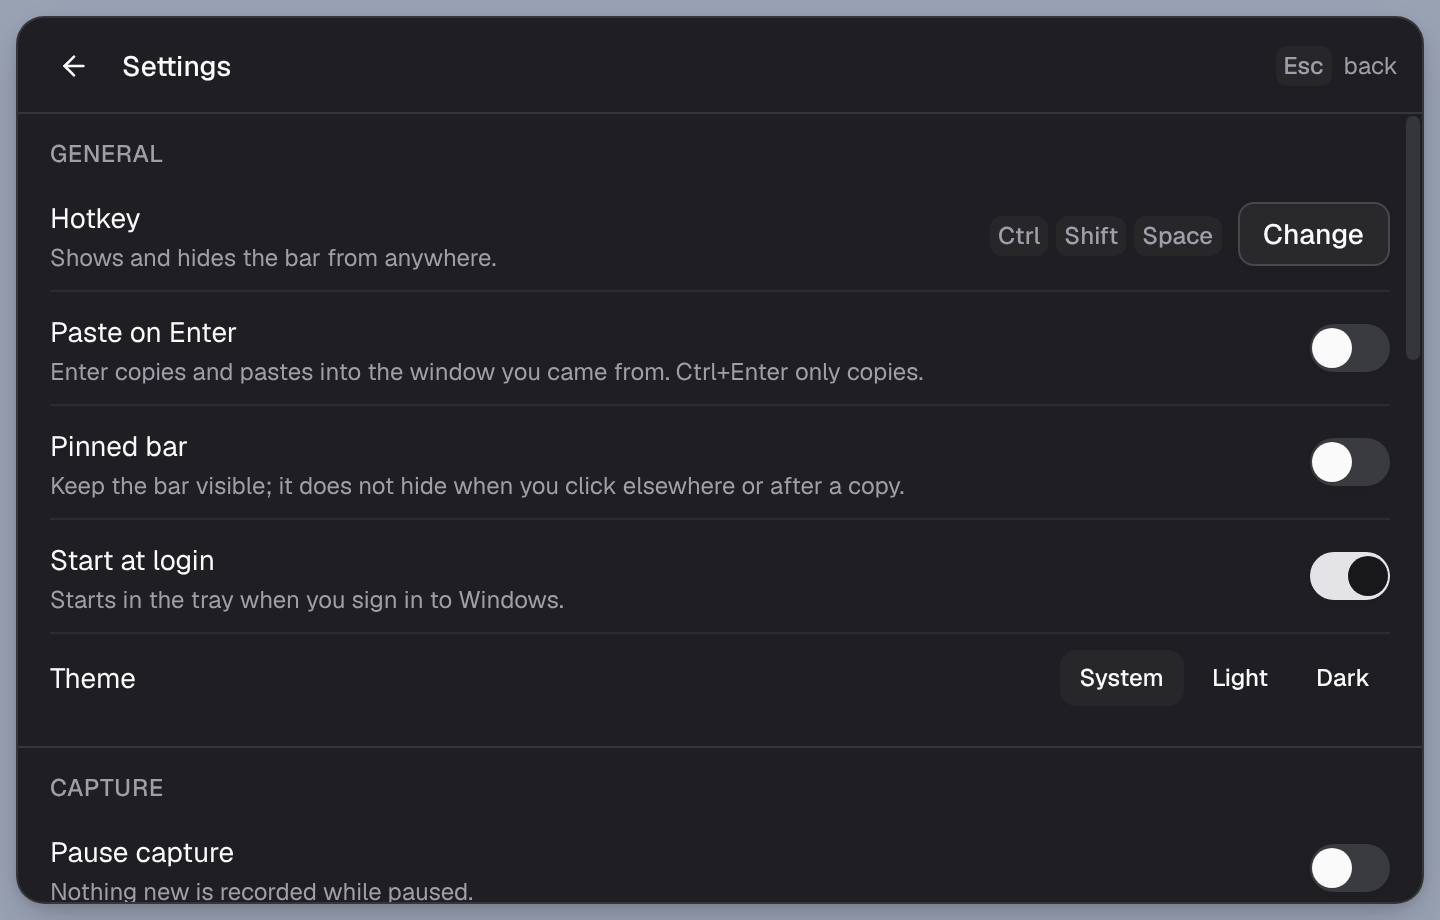 Settings
Esc back
GENERAL
Hotkey
Shows and hides the bar from anywhere.
Ctrl Shift Space Change
Paste on Enter
Enter copies and pastes into the window you came from. Ctrl+Enter only copies.
Pinned bar
Keep the bar visible; it does not hide when you click elsewhere or after a copy.
Start at login
Starts in the tray when you sign in to Windows.
Theme
System Light Dark
CAPTURE
Pause capture
Nothing new is recorded while paused.